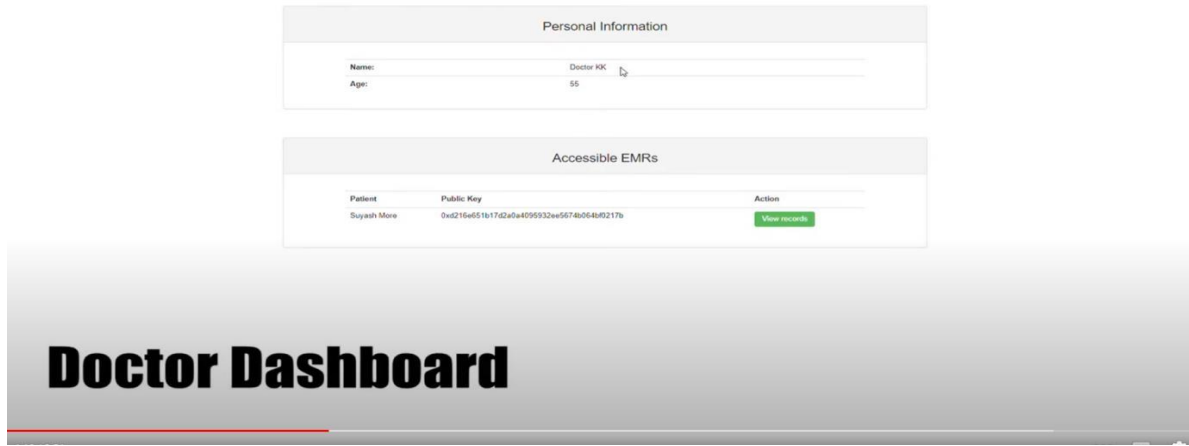 Personal Information
Name: Doctor KK
Age: 55
Accessible EMRs
Patient Public Key Action
Suyash More 0xd216e651b17d2a0a4095932ee5674b064bf0217b View records
Doctor Dashboard